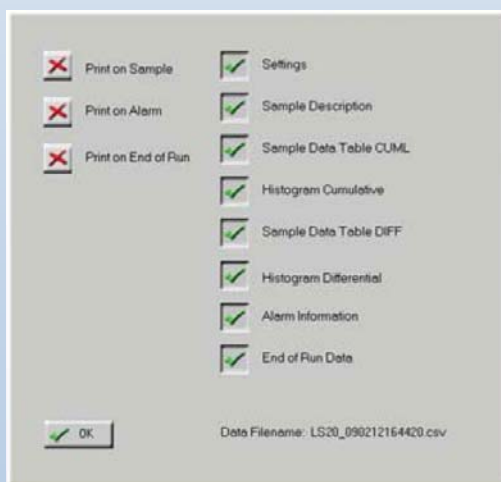 Print on Sample
Print on Alarm
Print on End of Run
Settings
Sample Description
Sample Data Table CUML
Histogram Cumulative
Sample Data Table DIFF
Histogram Differential
Alarm Information
End of Run Data
OK
Data Filename: LS20_090212164420.csv